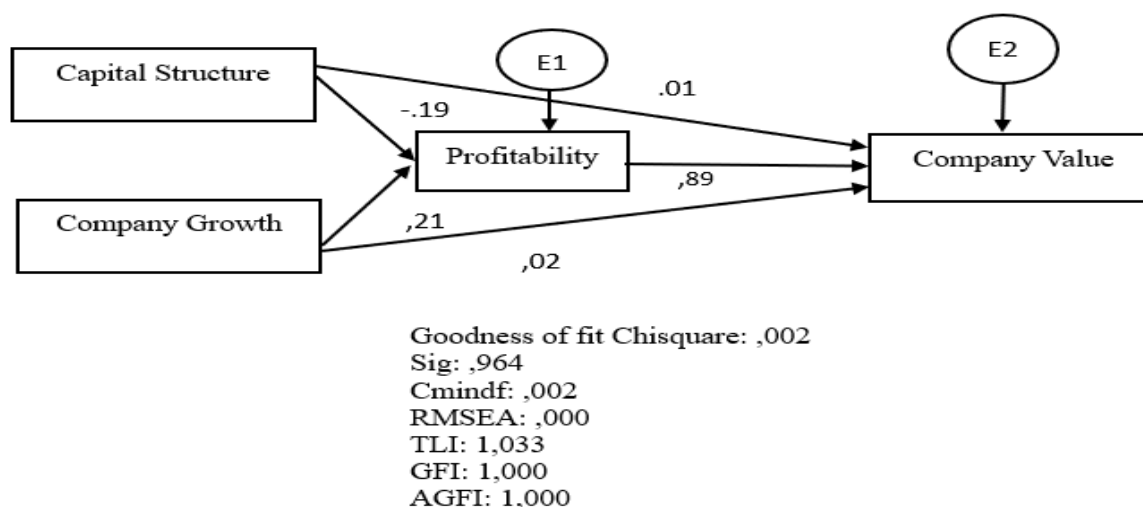 E1
E2
Capital Structure
.01
-.19
Profitability
Company Value
,89
Company Growth
,21
,02
Goodness of fit Chisquare: ,002
Sig: ,964
Cmindf: ,002
RMSEA: ,000
TLI: 1,033
GFI: 1,000
AGFI: 1,000